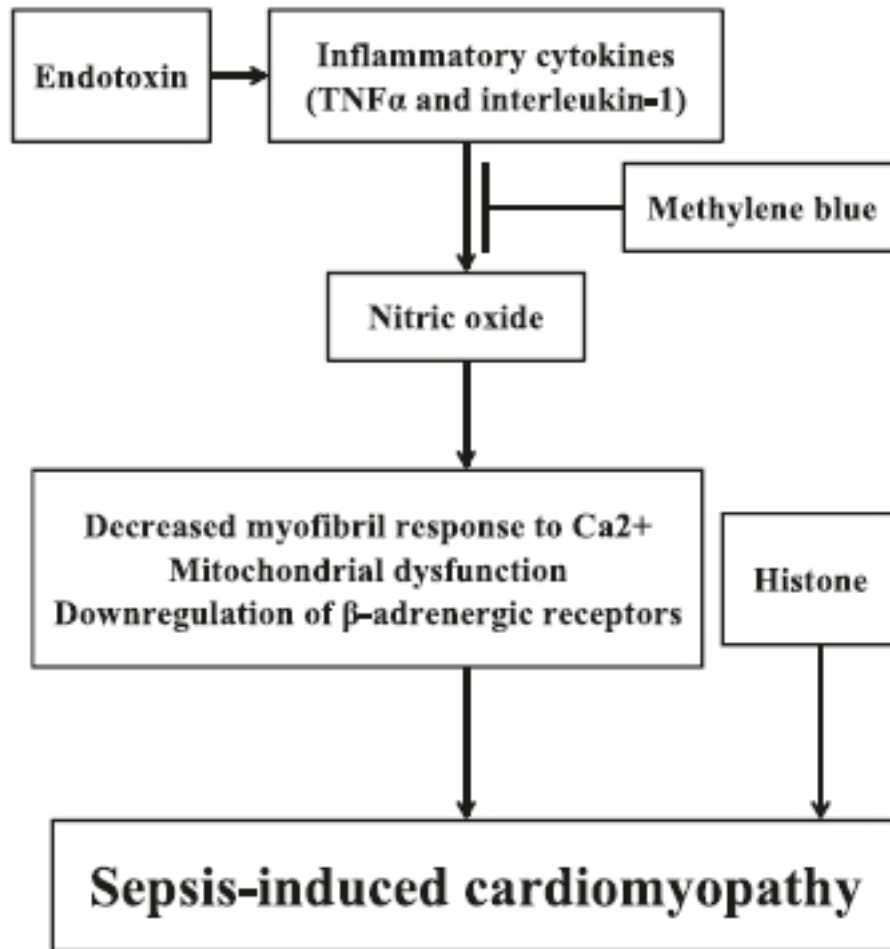 Endotoxin
Inflammatory cytokines
(TNFα and interleukin-1)
Methylene blue
Nitric oxide
Decreased myofibril response to Ca2+
Mitochondrial dysfunction
Downregulation of β-adrenergic receptors
Histone
Sepsis-induced cardiomyopathy